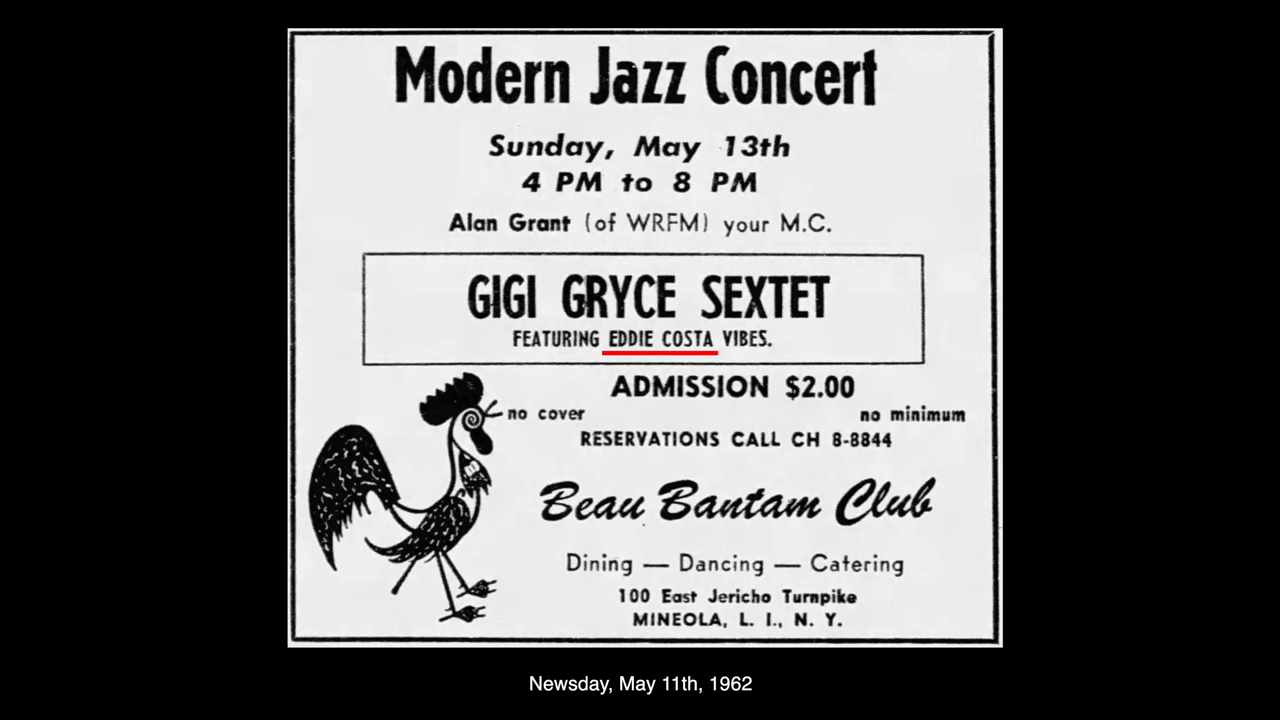 Modern Jazz Concert
Sunday, May 13th
4 PM to 8 PM
Alan Grant (of WRFM) your M.C.
GIGI GRYCE SEXTET
FEATURING EDDIE COSTA VIBES.
ADMISSION $2.00
no cover no minimum
RESERVATIONS CALL CH 8-8844
Beau Bantam Club
Dining — Dancing — Catering
100 East Jericho Turnpike
MINEOLA, L. I., N. Y.
Newsday, May 11th, 1962